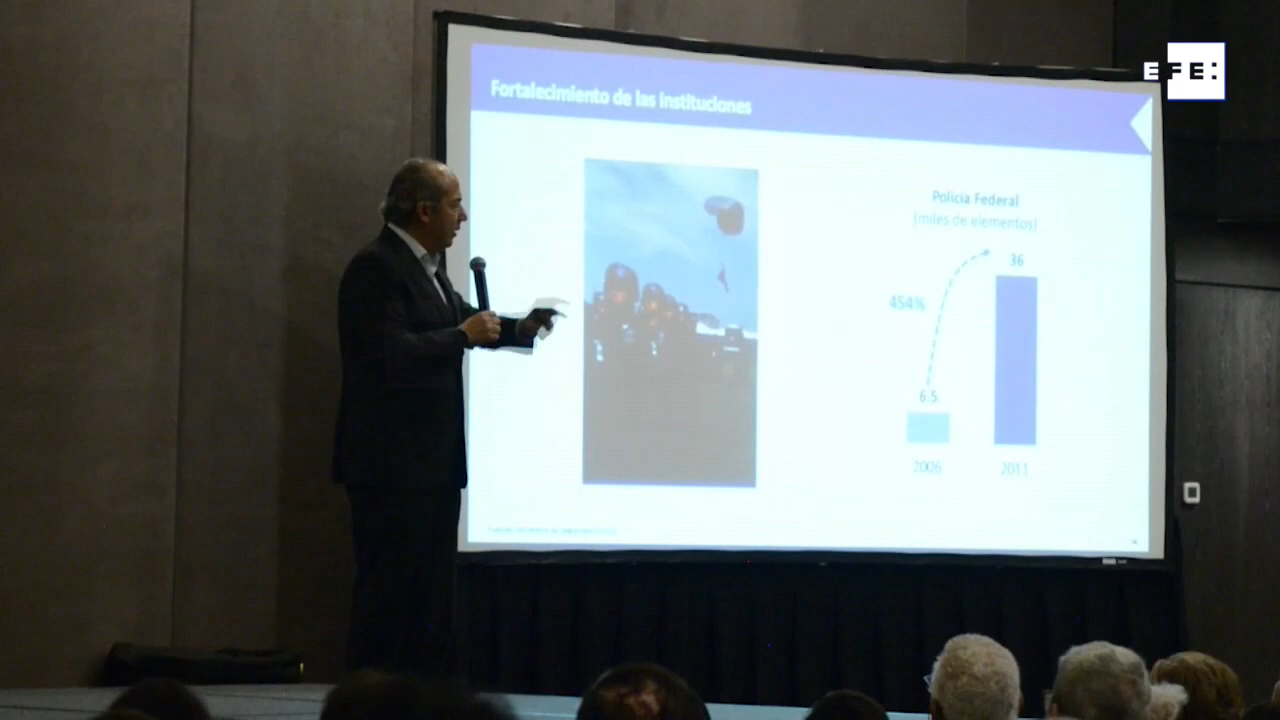 EFE:
Fortalecimiento de las instituciones
Policía Federal
(miles de elementos)
36
454%
6.5
2006
2011